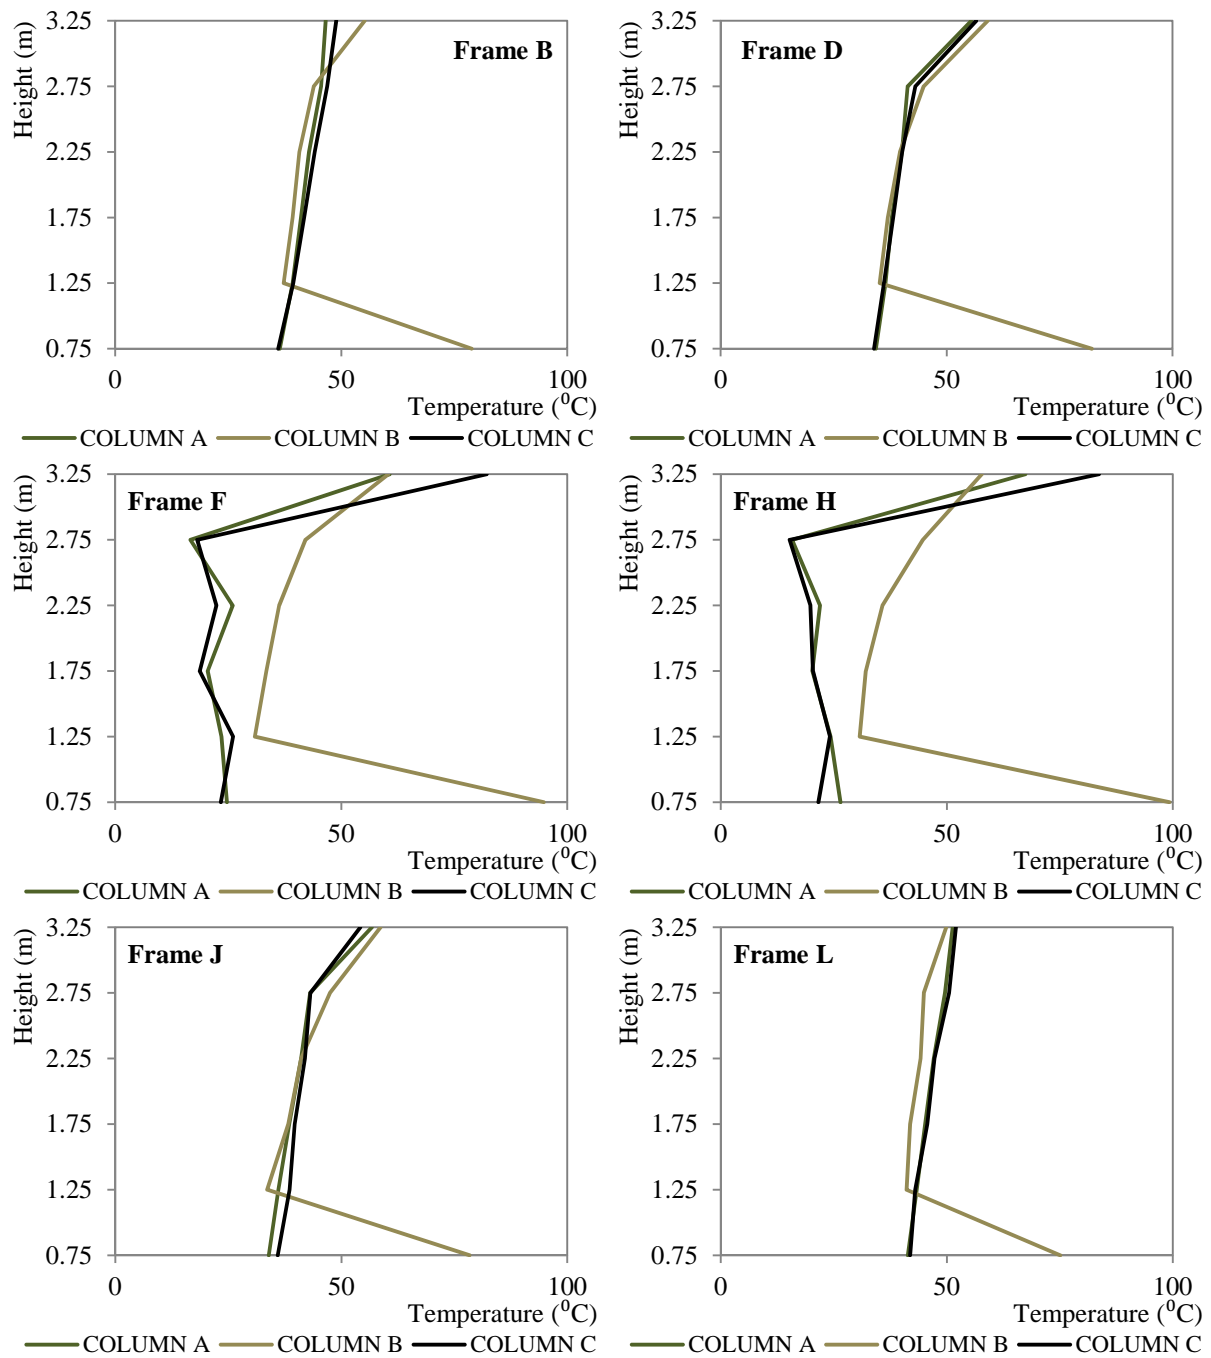 Height (m)
3.25
2.75
2.25
1.75
1.25
0.75
Frame B
0 50 100
Temperature (⁰C)
COLUMN A COLUMN B COLUMN C
Height (m)
3.25
2.75
2.25
1.75
1.25
0.75
Frame D
0 50 100
Temperature (⁰C)
COLUMN A COLUMN B COLUMN C
Height (m)
3.25
2.75
2.25
1.75
1.25
0.75
Frame F
0 50 100
Temperature (⁰C)
COLUMN A COLUMN B COLUMN C
Height (m)
3.25
2.75
2.25
1.75
1.25
0.75
Frame H
0 50 100
Temperature (⁰C)
COLUMN A COLUMN B COLUMN C
Height (m)
3.25
2.75
2.25
1.75
1.25
0.75
Frame J
0 50 100
Temperature (⁰C)
COLUMN A COLUMN B COLUMN C
Height (m)
3.25
2.75
2.25
1.75
1.25
0.75
Frame L
0 50 100
Temperature (⁰C)
COLUMN A COLUMN B COLUMN C